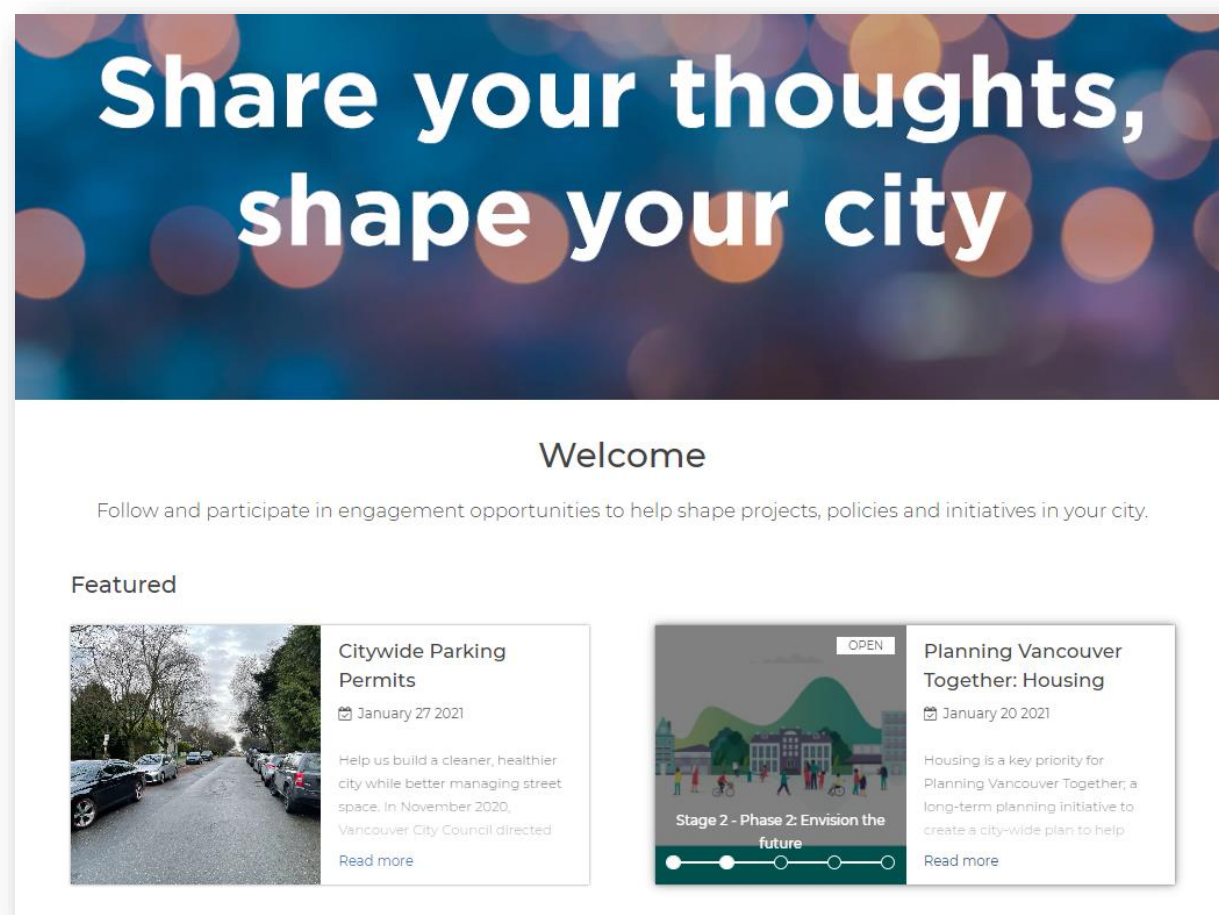 Share your thoughts,
shape your city
Welcome
Follow and participate in engagement opportunities to help shape projects, policies and initiatives in your city.
Featured
Citywide Parking
Permits
January 27 2021
Help us build a cleaner, healthier
city while better managing street
space. In November 2020,
Vancouver City Council directed
Read more
OPEN
Stage 2 - Phase 2: Envision the
future
Planning Vancouver
Together: Housing
January 20 2021
Housing is a key priority for
Planning Vancouver Together; a
long-term planning initiative to
create a city-wide plan to help
Read more